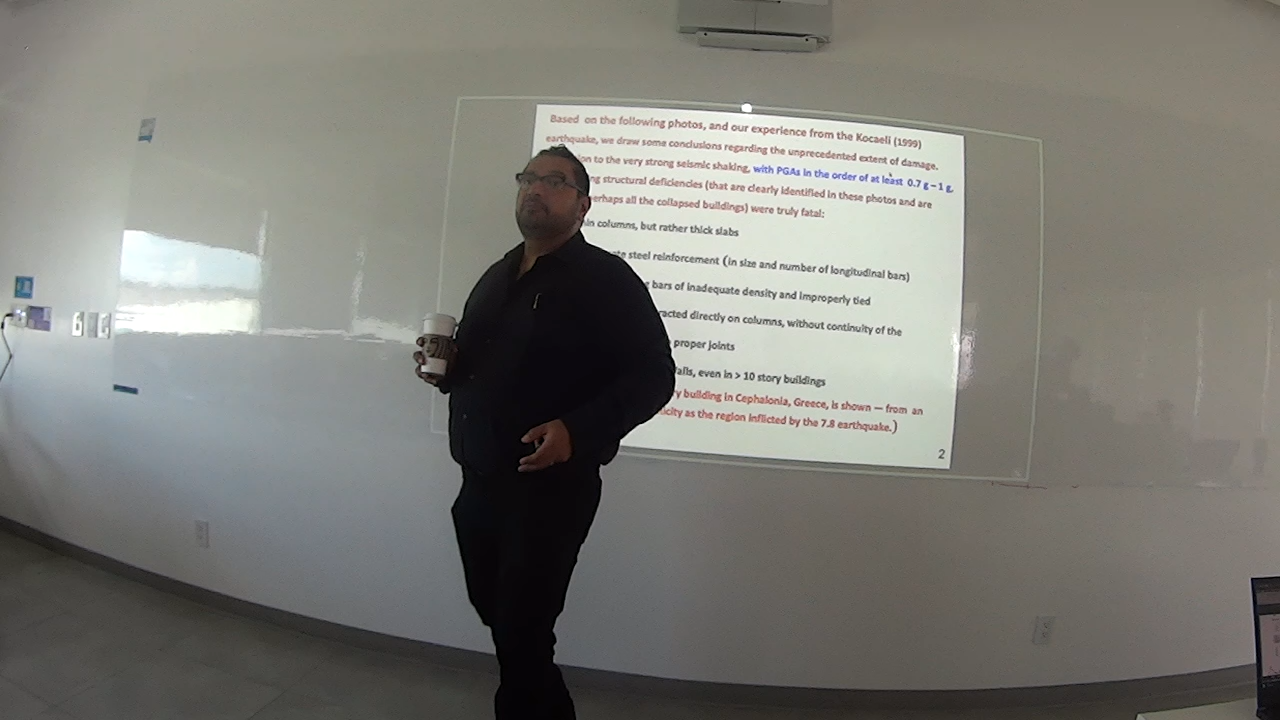 Based on the following photos, and our experience from the Kocaeli (1999)
earthquake, we draw some conclusions regarding the unprecedented extent of damage.
to the very strong seismic shaking, with PGAs in the order of at least 0.7 g – 1 g,
structural deficiencies (that are clearly identified in these photos and are
perhaps all the collapsed buildings) were truly fatal:
columns, but rather thick slabs
steel reinforcement (in size and number of longitudinal bars)
bars of inadequate density and improperly tied
directly on columns, without continuity of the
proper joints
even in > 10 story buildings
building in Cephalonia, Greece, is shown — from an
as the region inflicted by the 7.8 earthquake.)
2